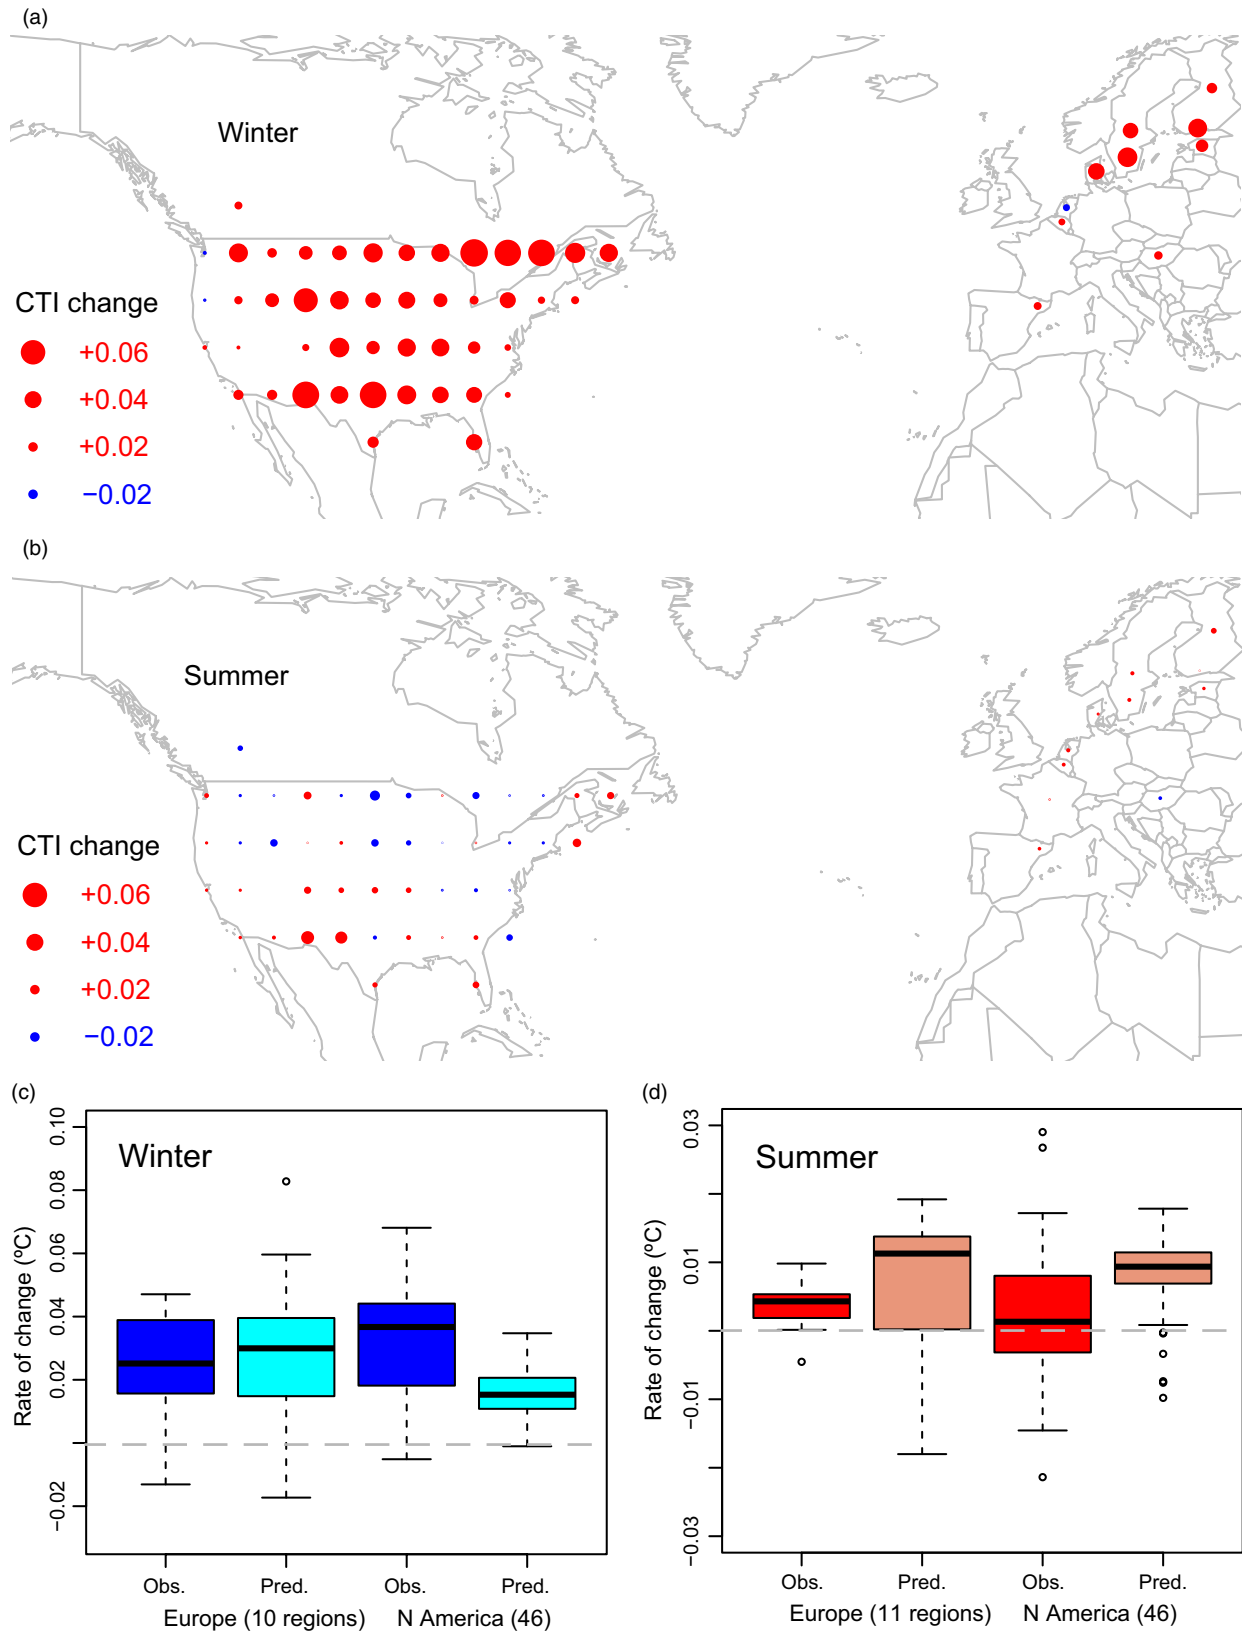 (a)
Winter
CTI change
+0.06
+0.04
+0.02
−0.02
(b)
Summer
CTI change
+0.06
+0.04
+0.02
−0.02
(c)
Winter
Rate of change (ºC)
0.10
0.08
0.06
0.04
0.02
−0.02
Obs.
Pred.
Obs.
Pred.
Europe (10 regions)
N America (46)
(d)
Summer
Rate of change (ºC)
0.03
0.01
−0.01
−0.03
Obs.
Pred.
Obs.
Pred.
Europe (11 regions)
N America (46)